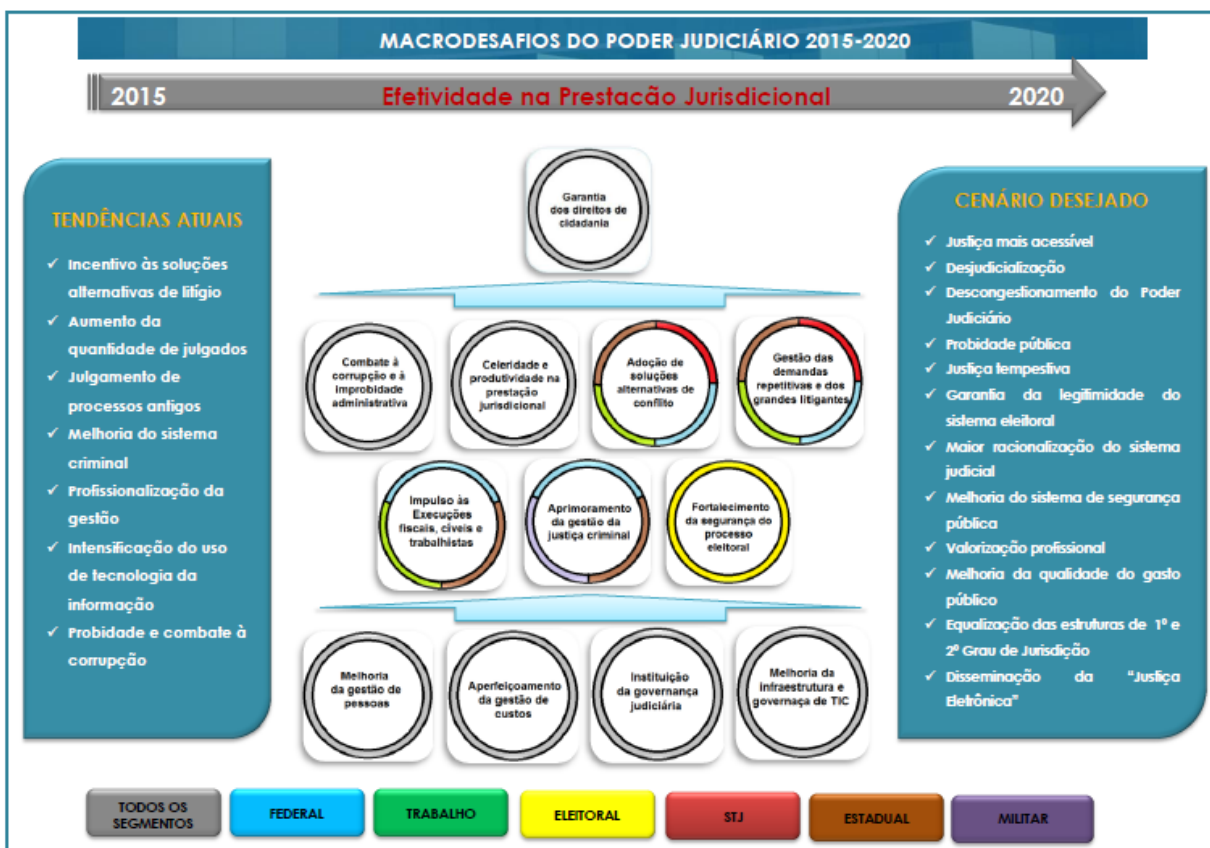 MACRODESAFIOS DO PODER JUDICIÁRIO 2015-2020
2015
Efetividade na Prestacão Jurisdicional
2020
TENDÊNCIAS ATUAIS
✓ Incentivo às soluções
alternativas de litígio
✓ Aumento da
quantidade de julgados
✓ Julgamento de
processos antigos
✓ Melhoria do sistema
criminal
✓ Profissionalização da
gestão
✓ Intensificação do uso
de tecnologia da
informação
✓ Probidade e combate à
corrupção
Garantia
dos direitos de
cidadania
Combate à
corrupção e à
improbidade
administrativa
Celeridade e
produtividade na
prestação
jurisdicional
Adoção de
soluções
alternativas de
conflito
Gestão das
demandas
repetitivas e dos
grandes litigantes
Impulso às
Execuções
fiscais, cíveis e
trabalhistas
Aprimoramento
da gestão da
justiça criminal
Fortalecimento
da segurança do
processo
eleitoral
Melhoria
da gestão de
pessoas
Aperfeiçoamento
da gestão de
custos
Instituição
da governança
judiciária
Melhoria da
infraestrutura e
governaça de TIC
CENÁRIO DESEJADO
✓ Justiça mais acessível
✓ Desjudicialização
✓ Descongestionamento do Poder
Judiciário
✓ Probidade pública
✓ Justiça tempestiva
✓ Garantia da legitimidade do
sistema eleitoral
✓ Maior racionalização do sistema
judicial
✓ Melhoria do sistema de segurança
pública
✓ Valorização profissional
✓ Melhoria da qualidade do gasto
público
✓ Equalização das estruturas de 1º e
2º Grau de Jurisdição
✓ Disseminação da "Justiça
Eletrônica"
TODOS OS
SEGMENTOS
FEDERAL
TRABALHO
ELEITORAL
STJ
ESTADUAL
MILITAR